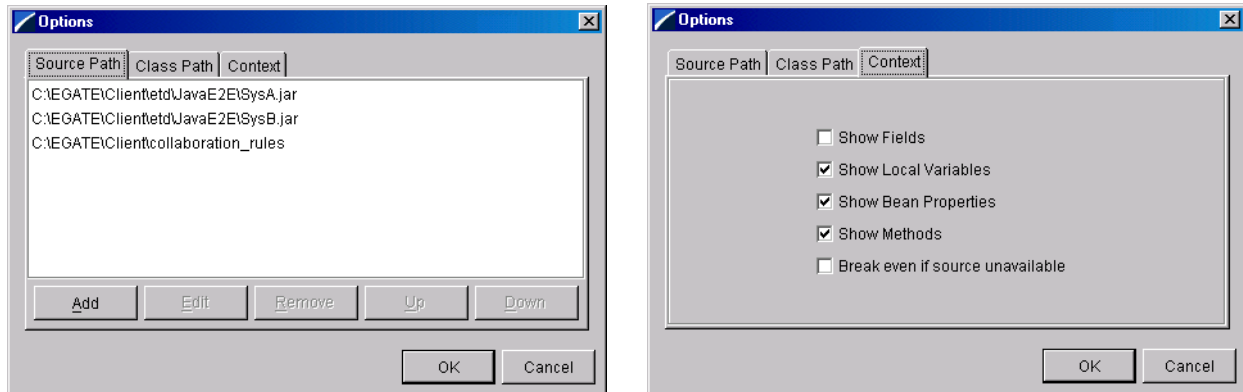 Options
Source Path Class Path Context
C:\EGATE\Client\etd\JavaE2E\SysA.jar
C:\EGATE\Client\etd\JavaE2E\SysB.jar
C:\EGATE\Client\collaboration_rules
Add Edit Remove Up Down
OK Cancel
Options
Source Path Class Path Context
Show Fields
Show Local Variables
Show Bean Properties
Show Methods
Break even if source unavailable
OK Cancel